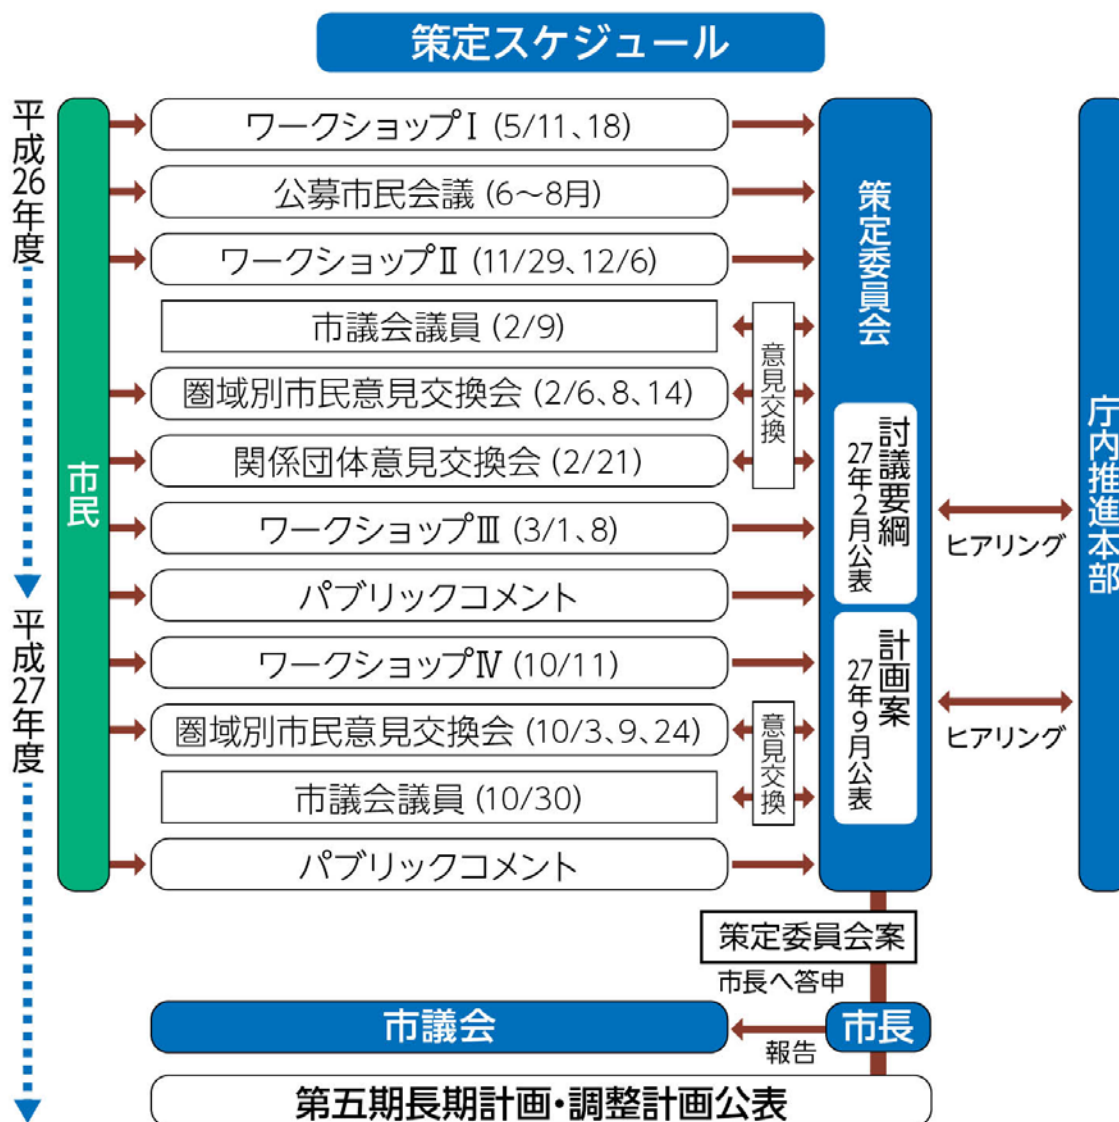 策定スケジュール
平成26年度
平成27年度
市民
ワークショップⅠ (5/11、18)
公募市民会議 (6～8月)
ワークショップⅡ (11/29、12/6)
市議会議員 (2/9)
圏域別市民意見交換会 (2/6、8、14)
関係団体意見交換会 (2/21)
ワークショップⅢ (3/1、8)
パブリックコメント
ワークショップⅣ (10/11)
圏域別市民意見交換会 (10/3、9、24)
市議会議員 (10/30)
パブリックコメント
意見交換
意見交換
策定委員会
討議要綱
27年2月公表
計画案
27年9月公表
ヒアリング
ヒアリング
庁内推進本部
策定委員会案
市長へ答申
市議会
報告
市長
第五期長期計画・調整計画公表